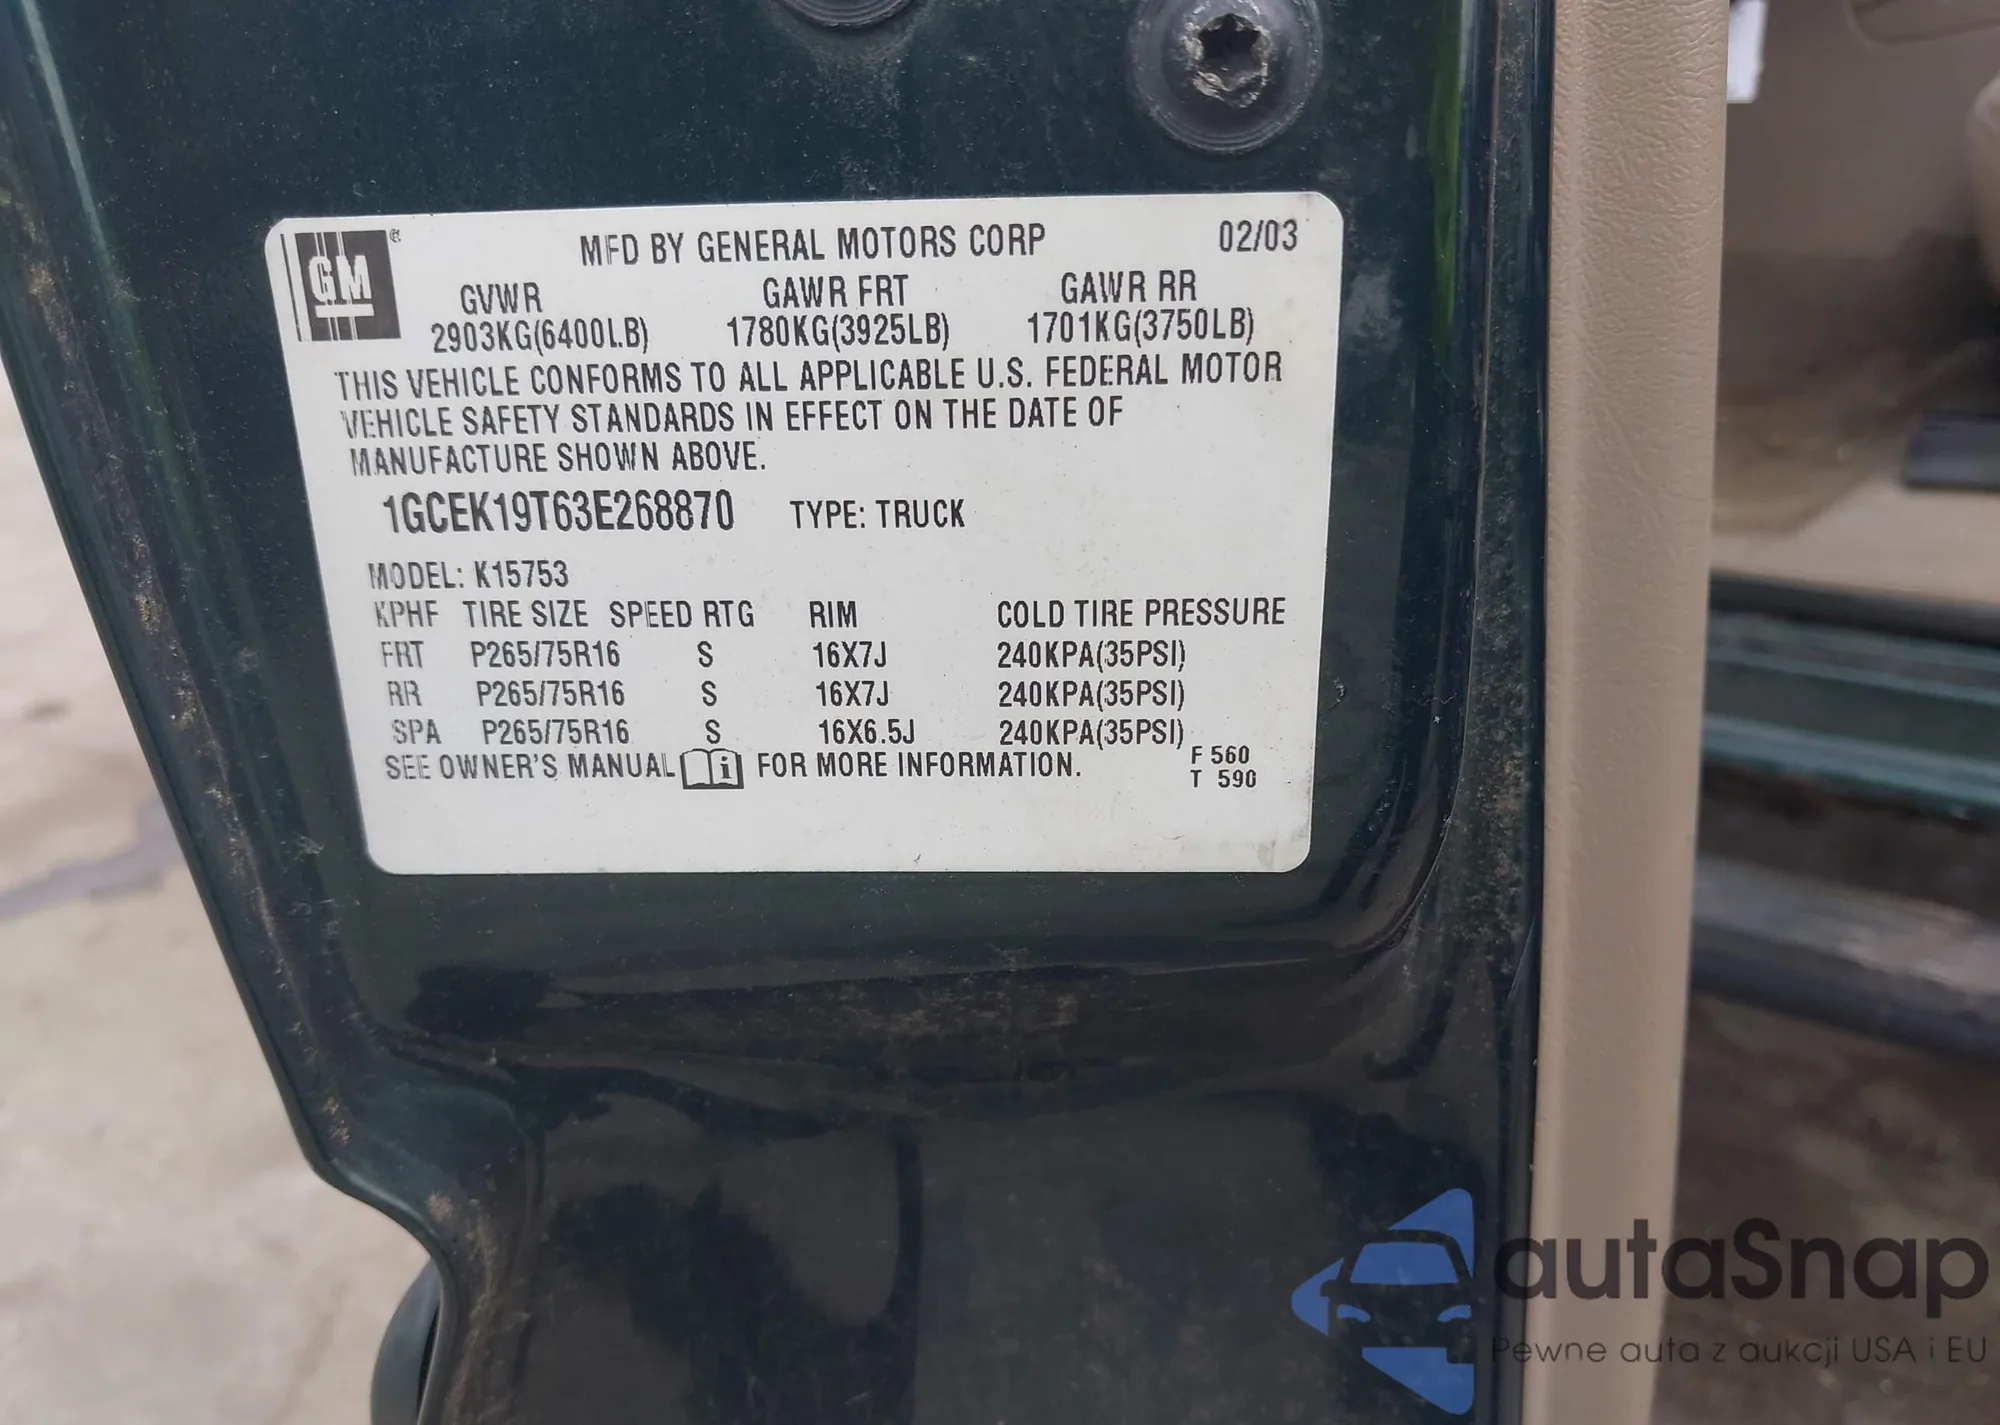 GM
MFD BY GENERAL MOTORS CORP 02/03
GVWR GAWR FRT GAWR RR
2903KG(6400LB) 1780KG(3925LB) 1701KG(3750LB)
THIS VEHICLE CONFORMS TO ALL APPLICABLE U.S. FEDERAL MOTOR
VEHICLE SAFETY STANDARDS IN EFFECT ON THE DATE OF
MANUFACTURE SHOWN ABOVE.
1GCEK19T63E268870 TYPE: TRUCK
MODEL: K15753
KPHF TIRE SIZE SPEED RTG RIM COLD TIRE PRESSURE
FRT P265/75R16 S 16X7J 240KPA(35PSI)
RR P265/75R16 S 16X7J 240KPA(35PSI)
SPA P265/75R16 S 16X6.5J 240KPA(35PSI)
SEE OWNER'S MANUAL i FOR MORE INFORMATION. F 560
T 590
autaSnap
Pewne auta z aukcji USA i EU